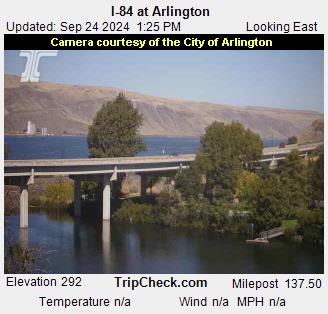 I-84 at Arlington
Updated: Sep 24 2024 1:25 PM Looking East
Camera courtesy of the City of Arlington
Elevation 292 TripCheck.com Milepost 137.50
Temperature n/a Wind n/a MPH n/a